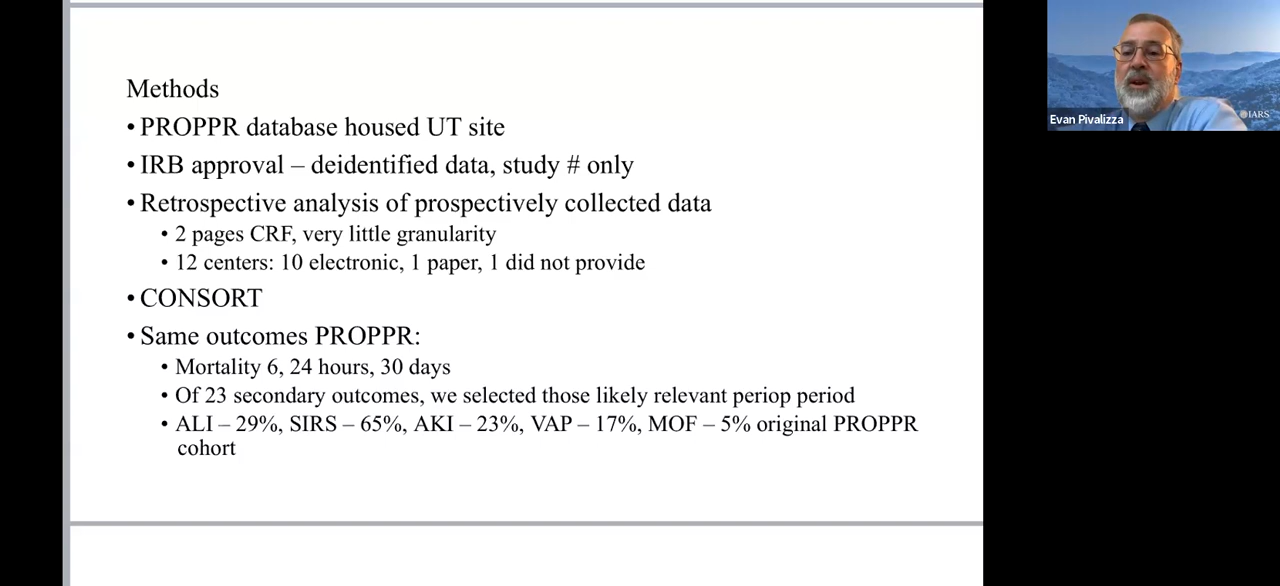 Methods
• PROPPR database housed UT site
• IRB approval – deidentified data, study # only
• Retrospective analysis of prospectively collected data
• 2 pages CRF, very little granularity
• 12 centers: 10 electronic, 1 paper, 1 did not provide
• CONSORT
• Same outcomes PROPPR:
• Mortality 6, 24 hours, 30 days
• Of 23 secondary outcomes, we selected those likely relevant periop period
• ALI – 29%, SIRS – 65%, AKI – 23%, VAP – 17%, MOF – 5% original PROPPR
cohort
Evan Pivalizza
IARS